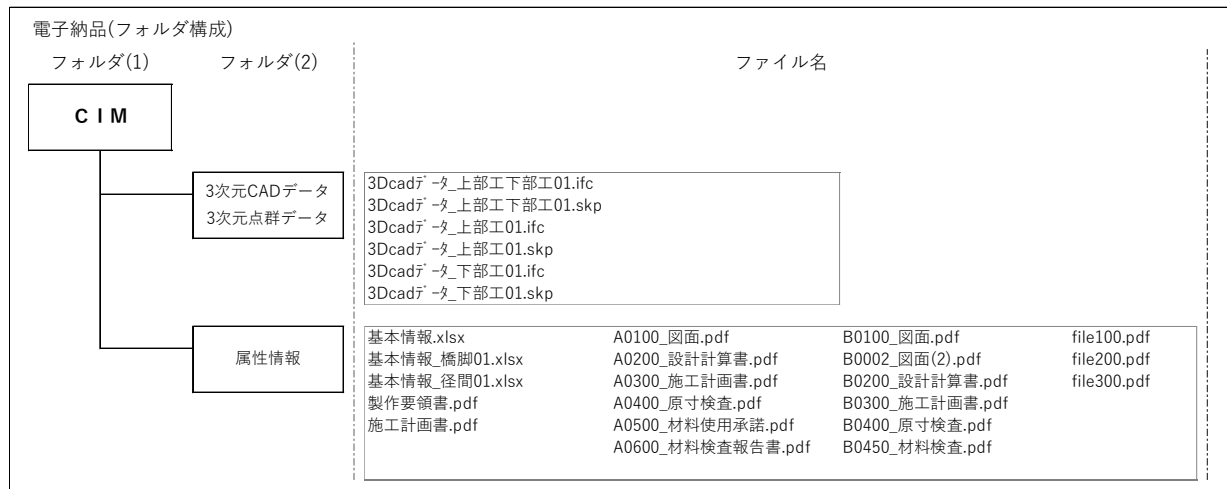 電子納品(フォルダ構成)
フォルダ(1) フォルダ(2) ファイル名
ＣＩＭ
3次元CADデータ
3次元点群データ
3Dcadﾃﾞｰﾀ_上部工下部工01.ifc
3Dcadﾃﾞｰﾀ_上部工下部工01.skp
3Dcadﾃﾞｰﾀ_上部工01.ifc
3Dcadﾃﾞｰﾀ_上部工01.skp
3Dcadﾃﾞｰﾀ_下部工01.ifc
3Dcadﾃﾞｰﾀ_下部工01.skp
属性情報
基本情報.xlsx A0100_図面.pdf B0100_図面.pdf file100.pdf
基本情報_橋脚01.xlsx A0200_設計計算書.pdf B0002_図面(2).pdf file200.pdf
基本情報_径間01.xlsx A0300_施工計画書.pdf B0200_設計計算書.pdf file300.pdf
製作要領書.pdf A0400_原寸検査.pdf B0300_施工計画書.pdf
施工計画書.pdf A0500_材料使用承諾.pdf B0400_原寸検査.pdf
A0600_材料検査報告書.pdf B0450_材料検査.pdf